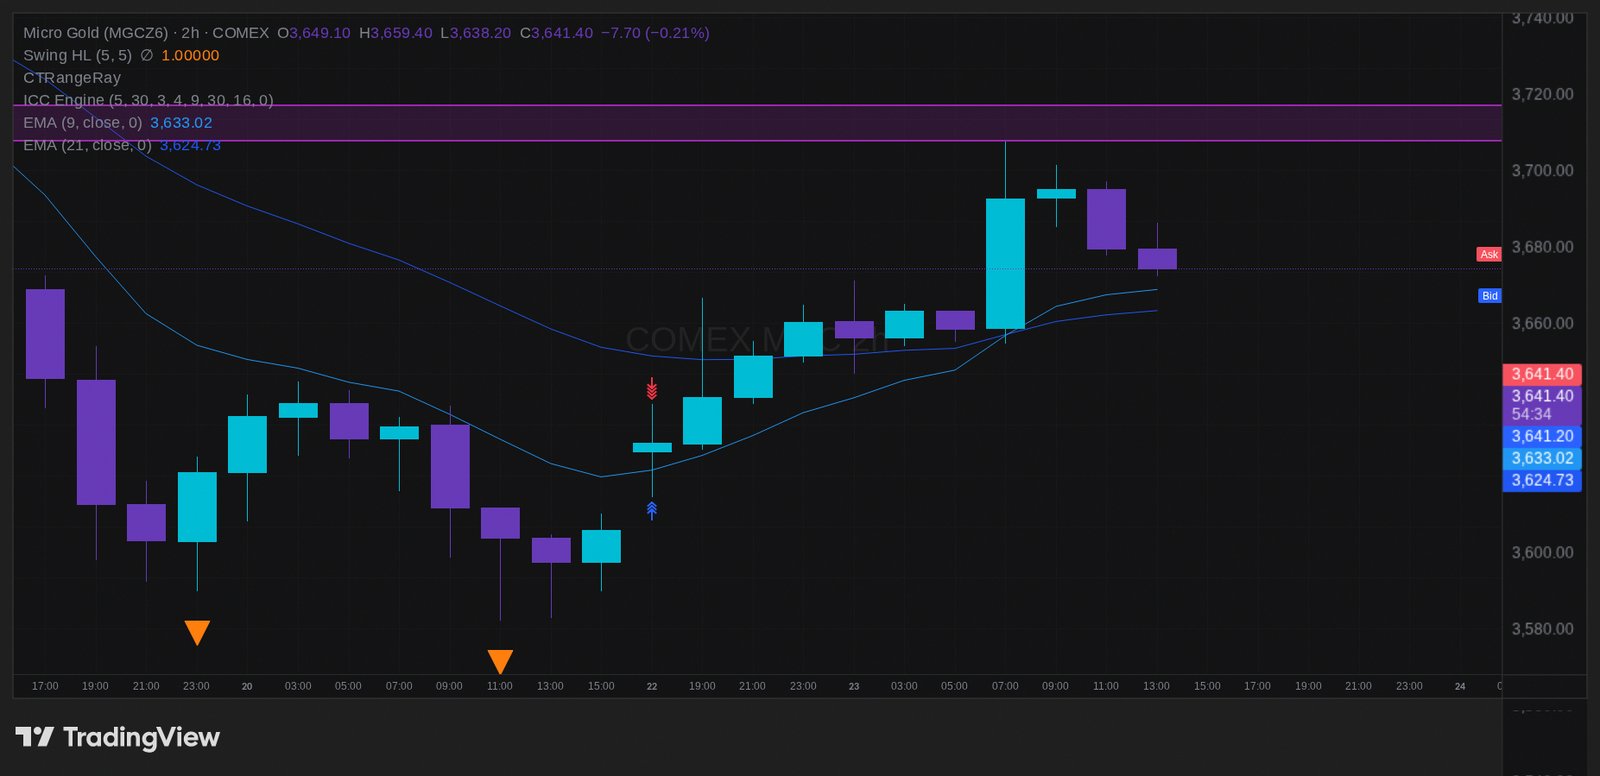 Micro Gold (MGCZ6) · 2h · COMEX O3,649.10 H3,659.40 L3,638.20 C3,641.40 −7.70 (−0.21%)
Swing HL (5, 5) ∅ 1.00000
CTRangeRay
ICC Engine (5, 30, 3, 4, 9, 30, 16, 0)
EMA (9, close, 0) 3,633.02
EMA (21, close, 0) 3,624.73
3,740.00
3,720.00
3,700.00
3,680.00
Ask
Bid
3,660.00
3,641.40
3,641.40
54:34
3,641.20
3,633.02
3,624.73
3,600.00
3,580.00
17:00 19:00 21:00 23:00 20 03:00 05:00 07:00 09:00 11:00 13:00 15:00 22 19:00 21:00 23:00 23 03:00 05:00 07:00 09:00 11:00 13:00 15:00 17:00 19:00 21:00 23:00 24
TradingView